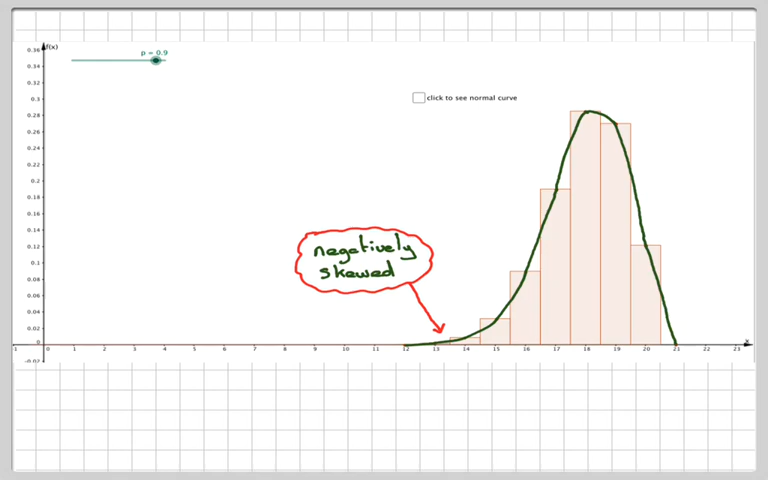 f(x)
p = 0.9
0.36
0.34
0.32
0.3
0.28
0.26
0.24
0.22
0.2
0.18
0.16
0.14
0.12
0.1
0.08
0.06
0.04
0.02
0
-0.02
click to see normal curve
negatively
skewed
x
-1 0 1 2 3 4 5 6 7 8 9 10 11 12 13 14 15 16 17 18 19 20 21 22 23